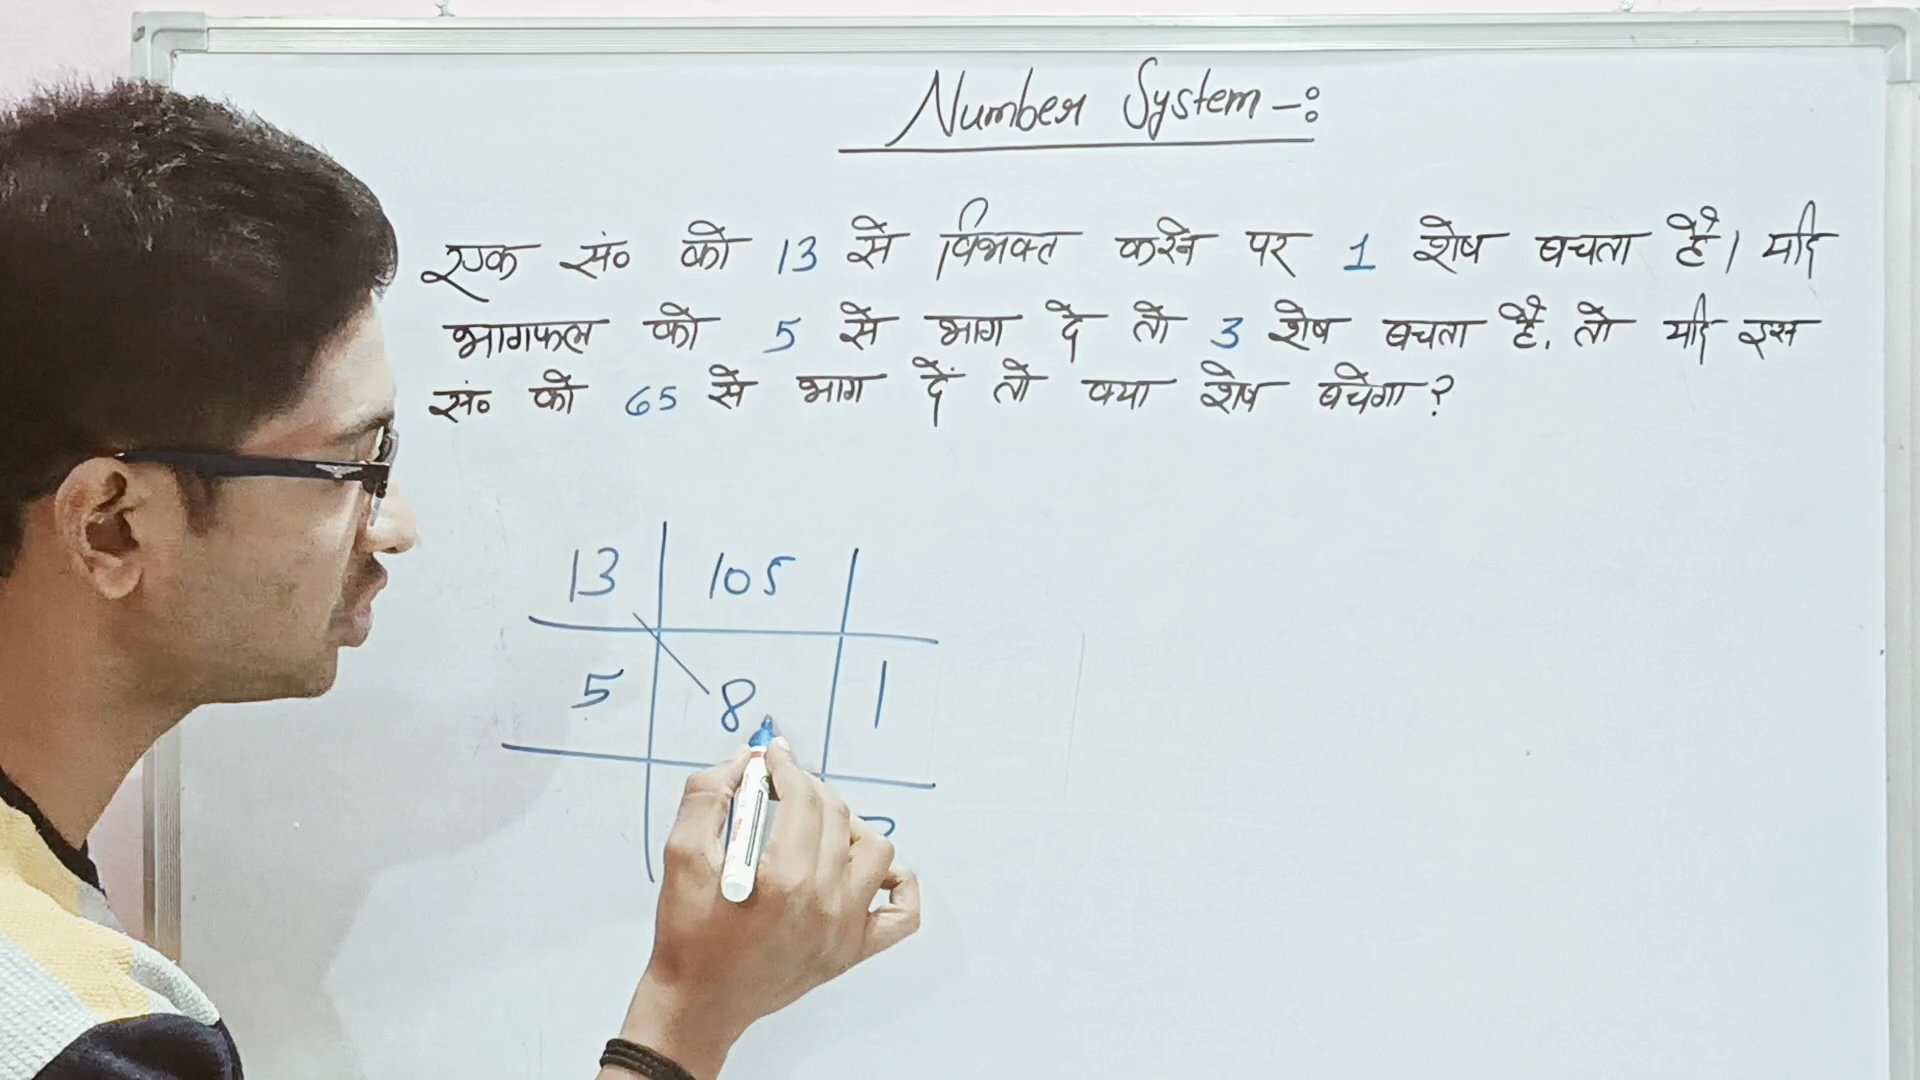 Number System -:
एक सं० को 13 से विभक्त करने पर 1 शेष बचता है। यदि
भागफल को 5 से भाग दे तो 3 शेष बचता है, तो यदि इस
सं० को 65 से भाग दें तो क्या शेष बचेगा?
13 105
5 8 1